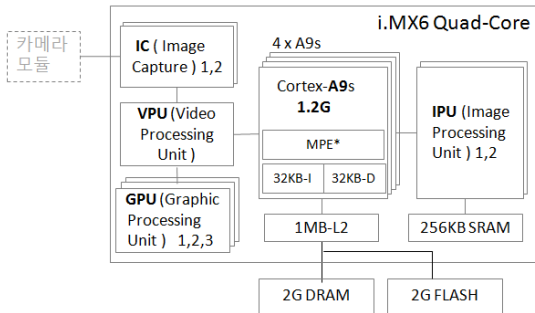 i.MX6 Quad-Core
카메라
모듈
IC ( Image
Capture ) 1,2
VPU (Video
Processing
Unit )
GPU (Graphic
Processing
Unit )  1,2,3
4 x A9s
Cortex-A9s
1.2G
MPE*
32KB-I
32KB-D
1MB-L2
IPU (Image
Processing
Unit ) 1,2
256KB SRAM
2G DRAM
2G FLASH